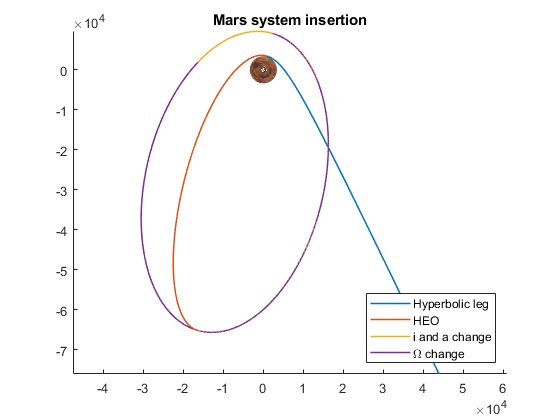 Mars system insertion
×10⁴
0
-1
-2
-3
-4
-5
-6
-7
Hyperbolic leg
HEO
i and a change
Ω change
-4 -3 -2 -1 0 1 2 3 4 5 6
×10⁴